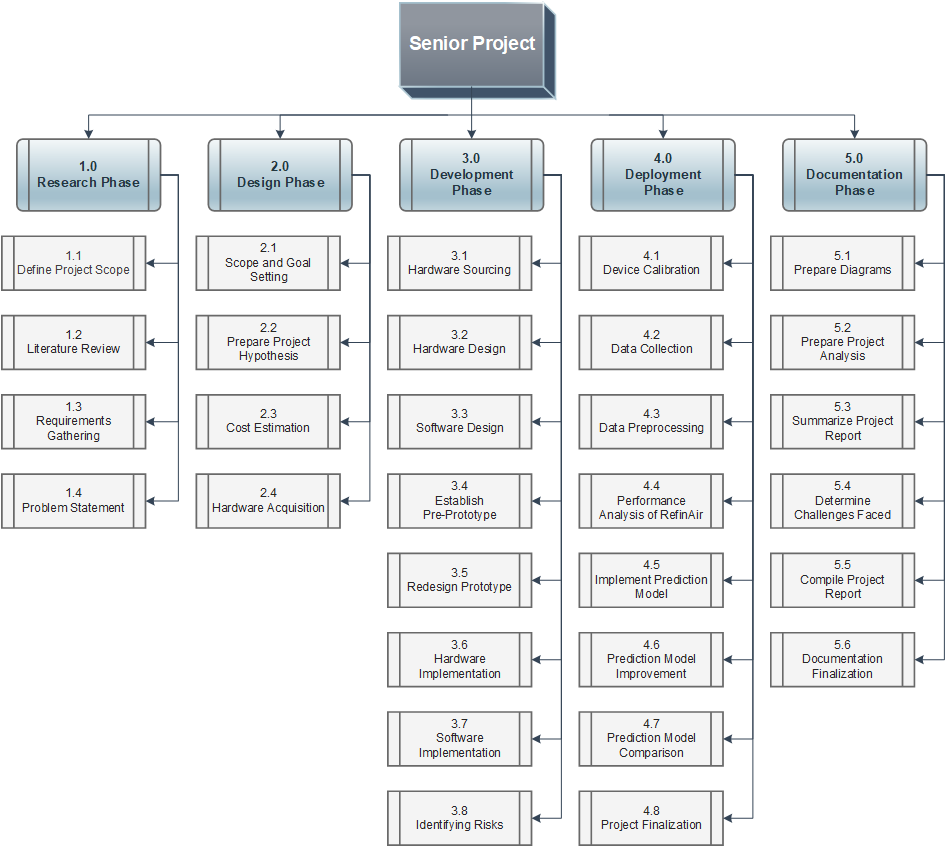 Senior Project
1.0
Research Phase
2.0
Design Phase
3.0
Development
Phase
4.0
Deployment
Phase
5.0
Documentation
Phase
1.1
Define Project Scope
1.2
Literature Review
1.3
Requirements
Gathering
1.4
Problem Statement
2.1
Scope and Goal
Setting
2.2
Prepare Project
Hypothesis
2.3
Cost Estimation
2.4
Hardware Acquisition
3.1
Hardware Sourcing
3.2
Hardware Design
3.3
Software Design
3.4
Establish
Pre-Prototype
3.5
Redesign Prototype
3.6
Hardware
Implementation
3.7
Software
Implementation
3.8
Identifying Risks
4.1
Device Calibration
4.2
Data Collection
4.3
Data Preprocessing
4.4
Performance
Analysis of RefinAir
4.5
Implement Prediction
Model
4.6
Prediction Model
Improvement
4.7
Prediction Model
Comparison
4.8
Project Finalization
5.1
Prepare Diagrams
5.2
Prepare Project
Analysis
5.3
Summarize Project
Report
5.4
Determine
Challenges Faced
5.5
Compile Project
Report
5.6
Documentation
Finalization